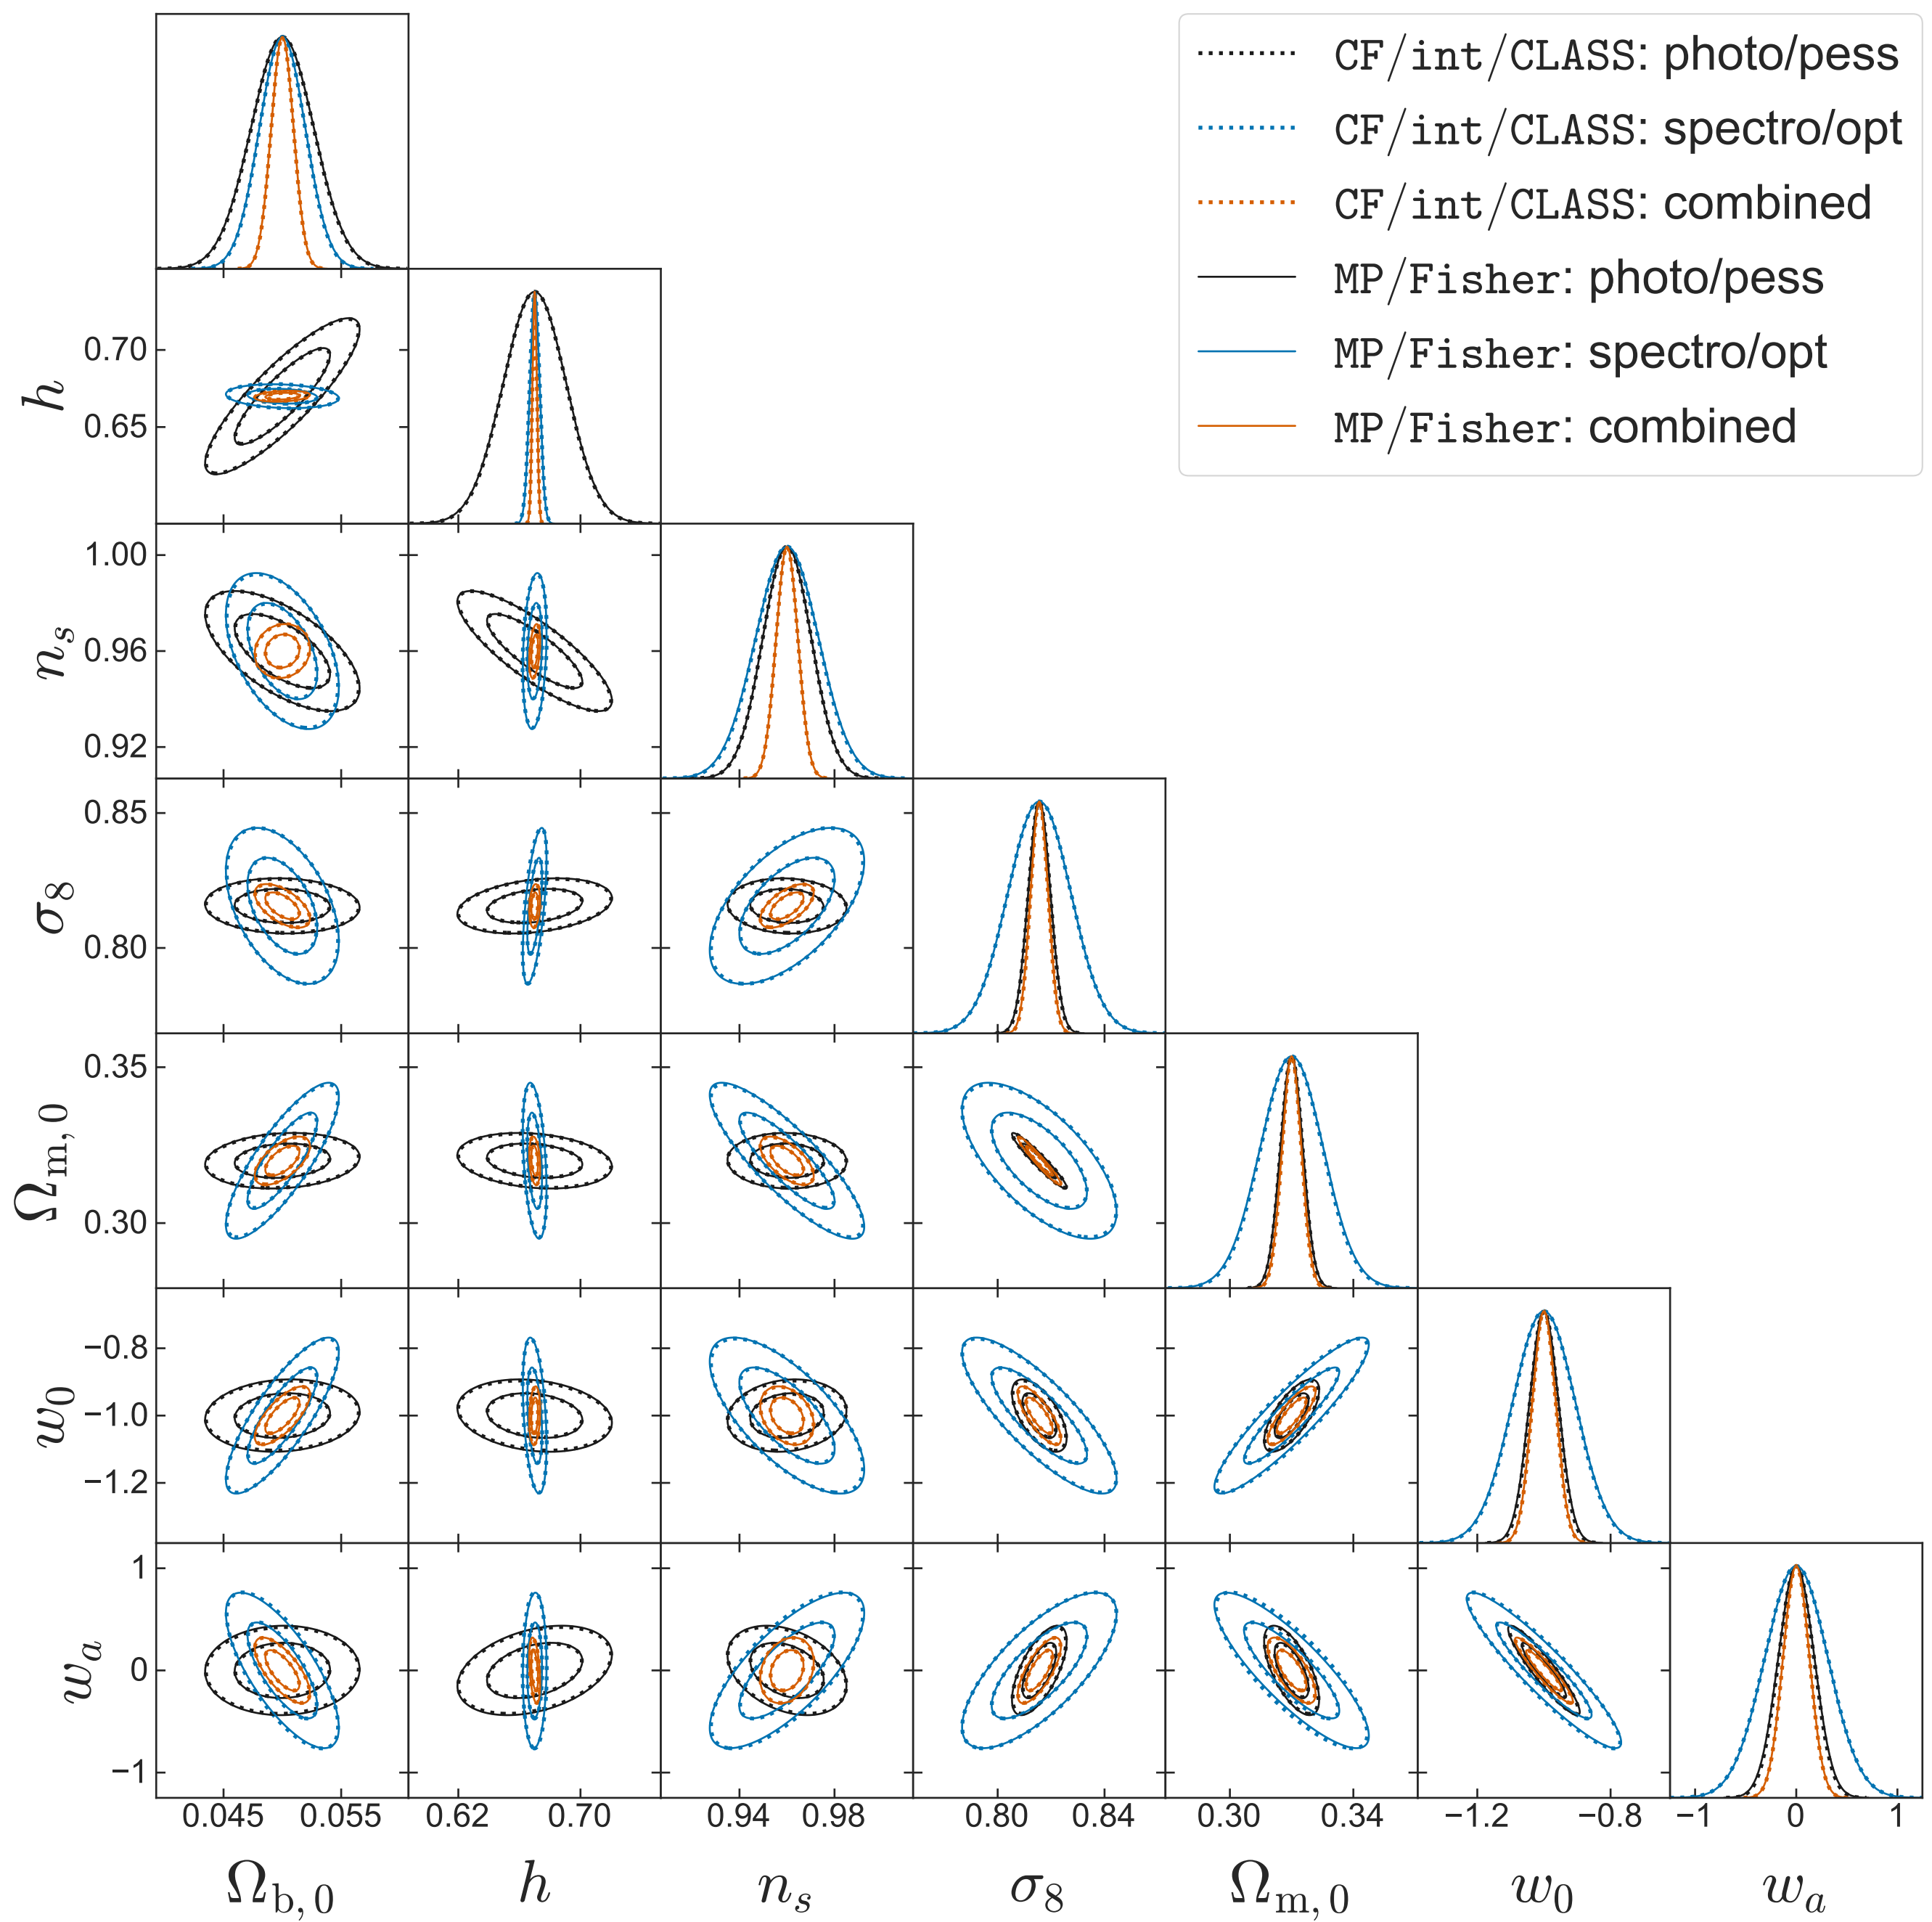 CF/int/CLASS: photo/pess
CF/int/CLASS: spectro/opt
CF/int/CLASS: combined
MP/Fisher: photo/pess
MP/Fisher: spectro/opt
MP/Fisher: combined
0.70
0.65
h
1.00
0.96
0.92
n_s
0.85
0.80
σ_8
0.35
0.30
Ω_m,0
−0.8
−1.0
−1.2
w_0
1
0
−1
w_a
0.045 0.055 0.62 0.70 0.94 0.98 0.80 0.84 0.30 0.34 −1.2 −0.8 −1 0 1
Ω_b,0 h n_s σ_8 Ω_m,0 w_0 w_a